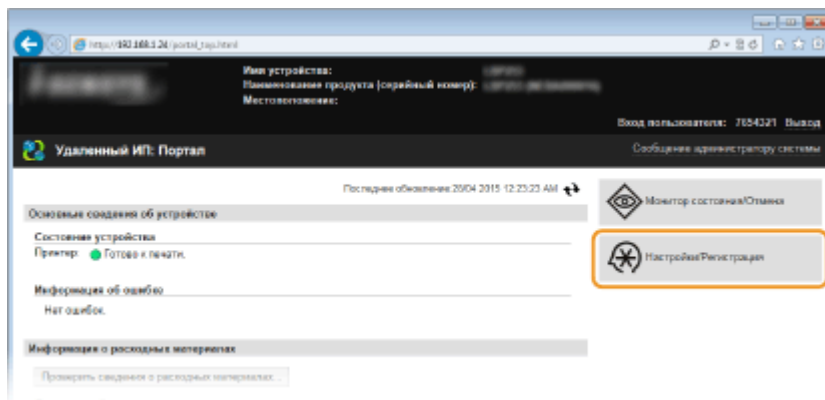 http://192.168.1.24/portal_top.html
Имя устройства:
Наименование продукта (серийный номер):
Местоположение:
Вход пользователя: 7654321 Вывод
Удаленный ИП: Портал
Сообщение администратору системы
Последнее обновление:28/04 2015 12:23:23 AM
Монитор состояния/Отмена
Основные сведения об устройстве
Состояние устройства
Принтер: Готово к печати.
Настройки/Регистрация
Информация об ошибке
Нет ошибок.
Информация о расходных материалах
Проверить сведения о расходных материалах...